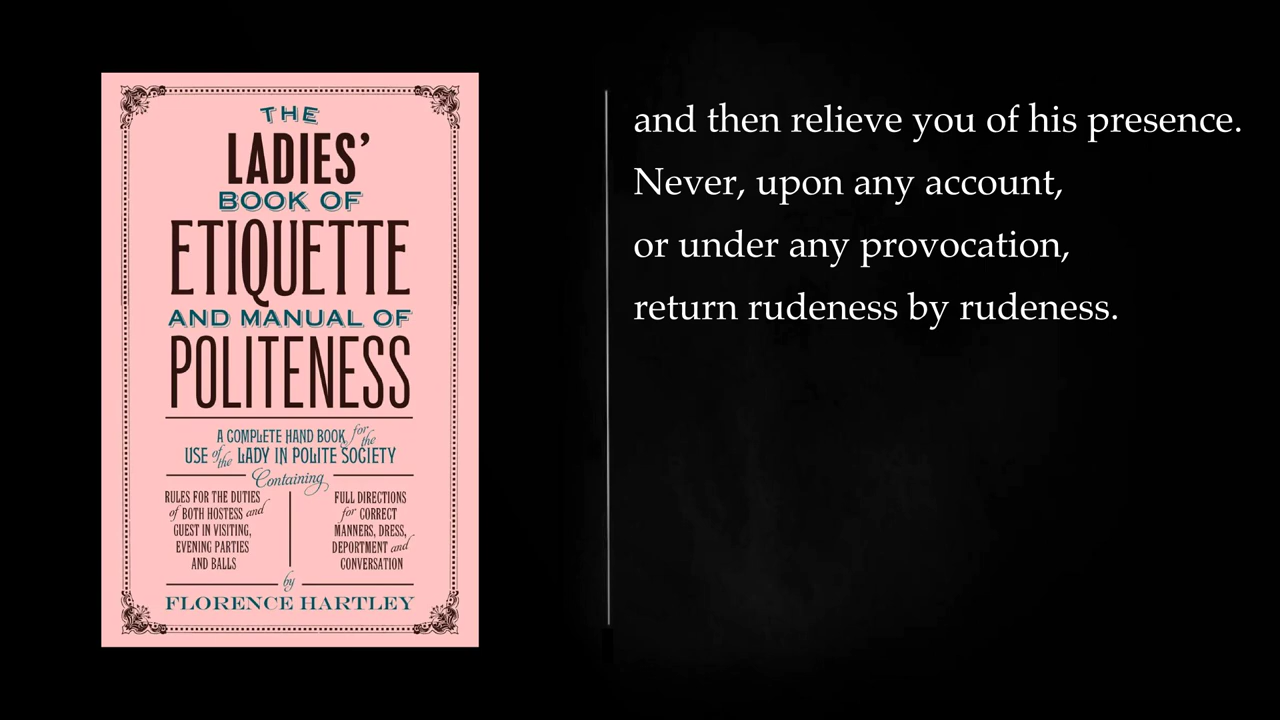 THE
LADIES'
BOOK OF
ETIQUETTE
AND MANUAL OF
POLITENESS
A COMPLETE HAND BOOK for the
USE of the LADY IN POLITE SOCIETY
Containing
RULES FOR THE DUTIES
of BOTH HOSTESS and
GUEST IN VISITING,
EVENING PARTIES
AND BALLS
FULL DIRECTIONS
for CORRECT
MANNERS, DRESS,
DEPORTMENT and
CONVERSATION
by
FLORENCE HARTLEY
and then relieve you of his presence.
Never, upon any account,
or under any provocation,
return rudeness by rudeness.